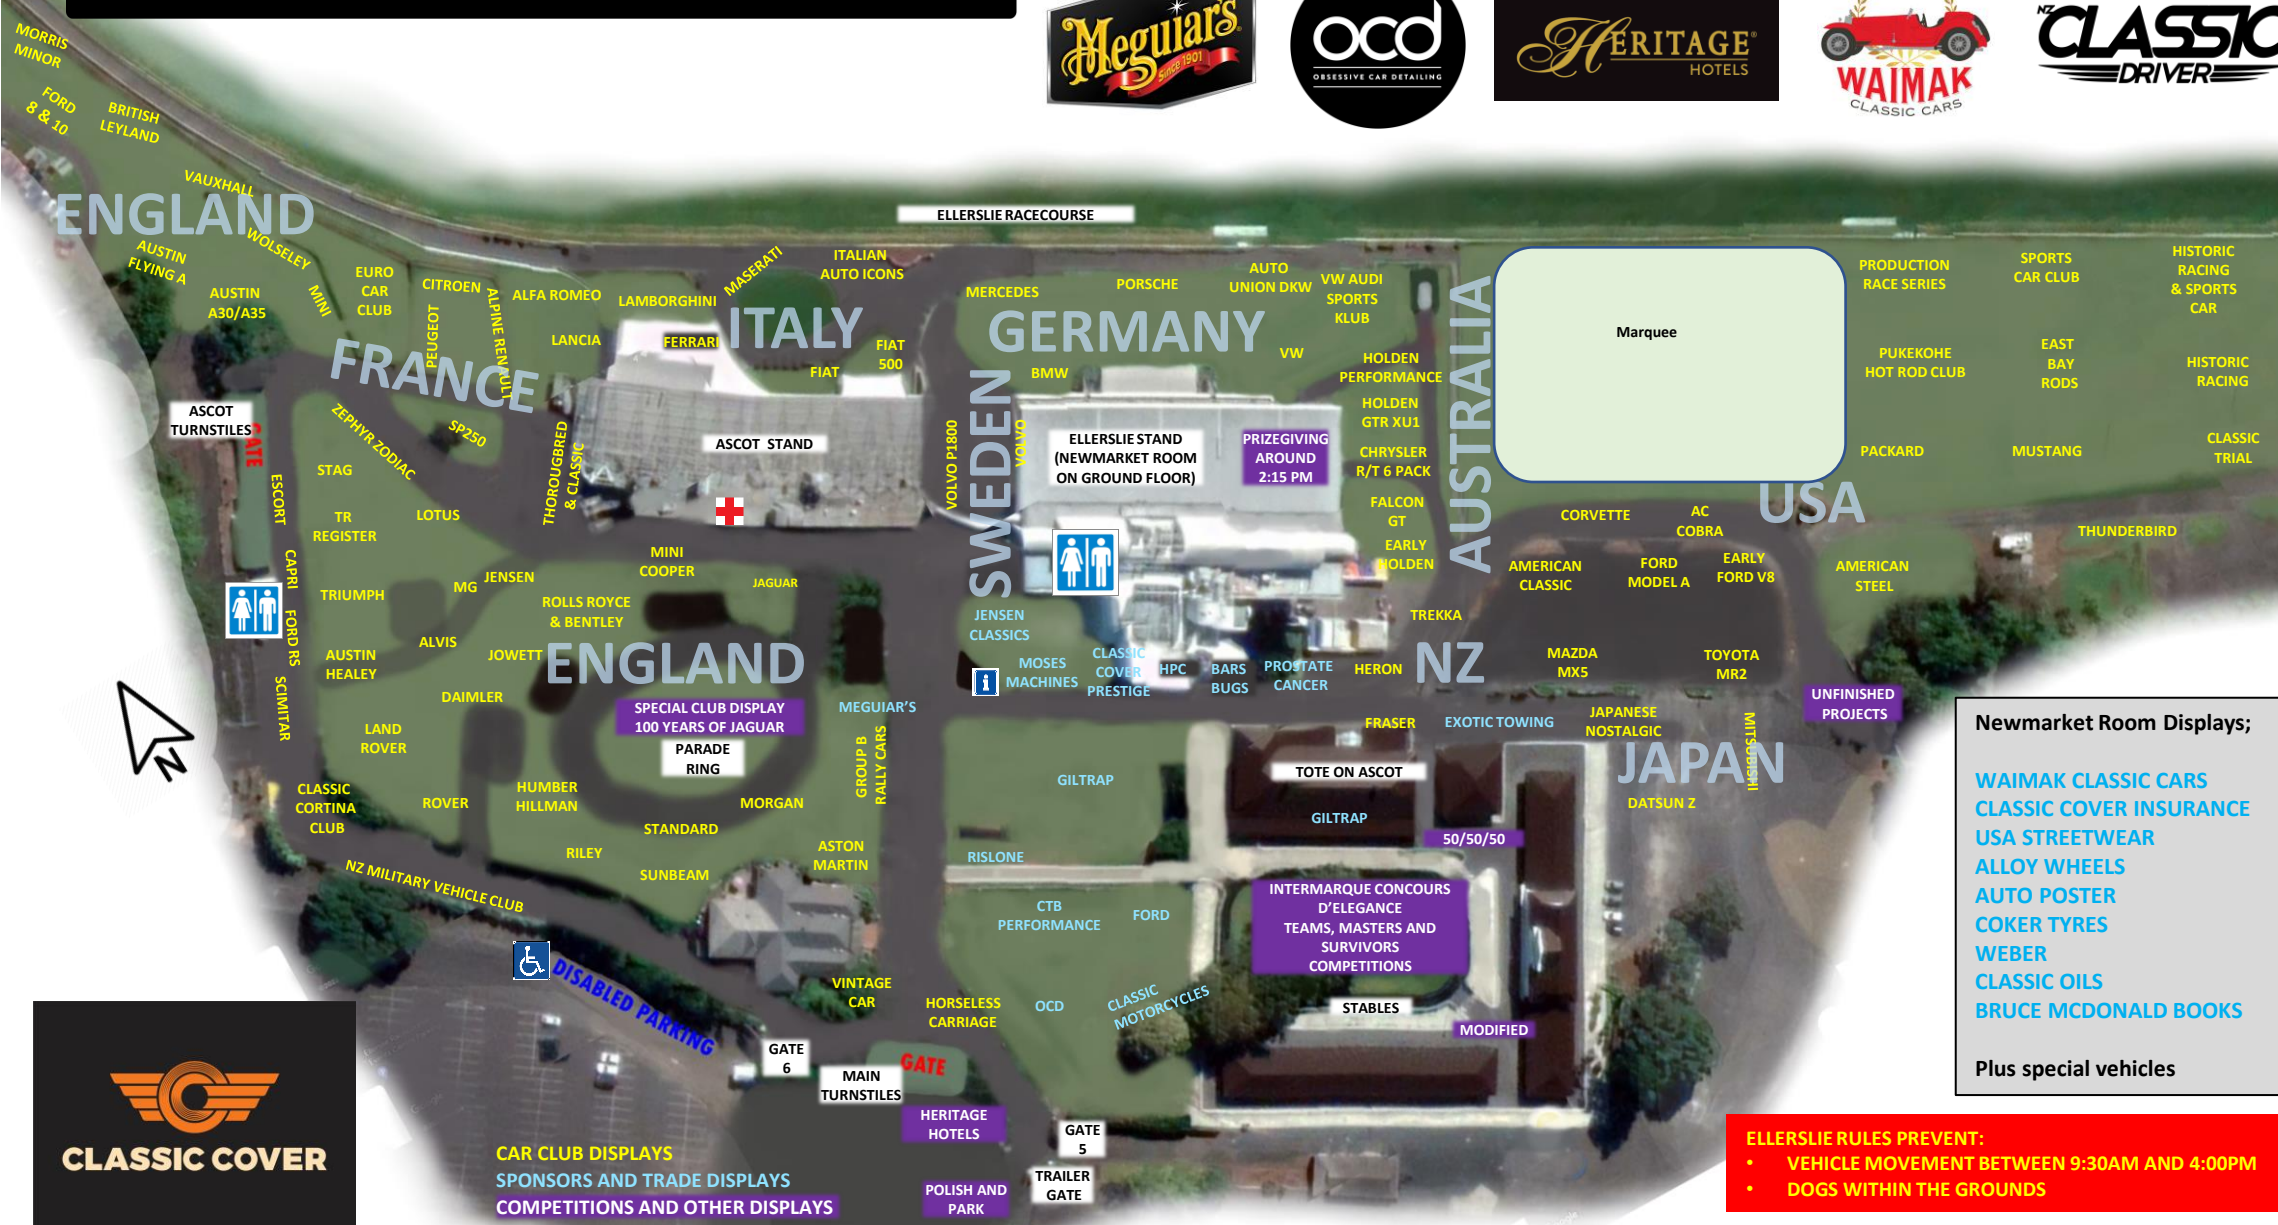 Meguiar's
Since 1901
ocd
OBSESSIVE CAR DETAILING
HERITAGE
HOTELS
WAIMAK
CLASSIC CARS
NZ
CLASSIC
DRIVER
MORRIS
MINOR
FORD
8 & 10
BRITISH
LEYLAND
VAUXHALL
ENGLAND
WOLSELEY
AUSTIN
FLYING A
AUSTIN
A30/A35
MINI
EURO
CAR
CLUB
CITROEN
PEUGEOT
ALPINE RENAULT
FRANCE
ALFA ROMEO
LANCIA
LAMBORGHINI
FERRARI
MASERATI
ITALIAN
AUTO ICONS
ITALY
FIAT
FIAT
500
ELLERSLIE RACECOURSE
MERCEDES
PORSCHE
AUTO
UNION DKW
VW AUDI
SPORTS
KLUB
GERMANY
BMW
VW
HOLDEN
PERFORMANCE
HOLDEN
GTR XU1
CHRYSLER
R/T 6 PACK
FALCON
GT
EARLY
HOLDEN
AUSTRALIA
Marquee
PRODUCTION
RACE SERIES
SPORTS
CAR CLUB
HISTORIC
RACING
& SPORTS
CAR
PUKEKOHE
HOT ROD CLUB
EAST
BAY
RODS
HISTORIC
RACING
PACKARD
MUSTANG
CLASSIC
TRIAL
USA
CORVETTE
AC
COBRA
THUNDERBIRD
AMERICAN
CLASSIC
FORD
MODEL A
EARLY
FORD V8
AMERICAN
STEEL
ASCOT
TURNSTILES
GATE
ZEPHYR ZODIAC
SP250
THOROUGBRED
& CLASSIC
ASCOT STAND
VOLVO P1800
SWEDEN
VOLVO
ELLERSLIE STAND
(NEWMARKET ROOM
ON GROUND FLOOR)
PRIZEGIVING
AROUND
2:15 PM
STAG
ESCORT
CAPRI
FORD RS
SCIMITAR
TR
REGISTER
LOTUS
TRIUMPH
MG
JENSEN
MINI
COOPER
JAGUAR
ROLLS ROYCE
& BENTLEY
ALVIS
JOWETT
AUSTIN
HEALEY
DAIMLER
ENGLAND
LAND
ROVER
SPECIAL CLUB DISPLAY
100 YEARS OF JAGUAR
PARADE
RING
MEGUIAR'S
GROUP B
RALLY CARS
CLASSIC
CORTINA
CLUB
ROVER
HUMBER
HILLMAN
MORGAN
STANDARD
RILEY
SUNBEAM
ASTON
MARTIN
NZ MILITARY VEHICLE CLUB
JENSEN
CLASSICS
i
MOSES
MACHINES
CLASSIC
COVER
PRESTIGE
HPC
BARS
BUGS
PROSTATE
CANCER
HERON
TREKKA
NZ
MAZDA
MX5
TOYOTA
MR2
UNFINISHED
PROJECTS
FRASER
EXOTIC TOWING
JAPANESE
NOSTALGIC
MITSUBISHI
JAPAN
DATSUN Z
GILTRAP
TOTE ON ASCOT
GILTRAP
50/50/50
RISLONE
CTB
PERFORMANCE
FORD
INTERMARQUE CONCOURS
D'ELEGANCE
TEAMS, MASTERS AND
SURVIVORS
COMPETITIONS
OCD
CLASSIC
MOTORCYCLES
STABLES
MODIFIED
VINTAGE
CAR
HORSELESS
CARRIAGE
DISABLED PARKING
GATE
6
MAIN
TURNSTILES
GATE
HERITAGE
HOTELS
GATE
5
TRAILER
GATE
POLISH AND
PARK
N
CLASSIC COVER
CAR CLUB DISPLAYS
SPONSORS AND TRADE DISPLAYS
COMPETITIONS AND OTHER DISPLAYS
Newmarket Room Displays;
WAIMAK CLASSIC CARS
CLASSIC COVER INSURANCE
USA STREETWEAR
ALLOY WHEELS
AUTO POSTER
COKER TYRES
WEBER
CLASSIC OILS
BRUCE MCDONALD BOOKS
Plus special vehicles
ELLERSLIE RULES PREVENT:
• VEHICLE MOVEMENT BETWEEN 9:30AM AND 4:00PM
• DOGS WITHIN THE GROUNDS